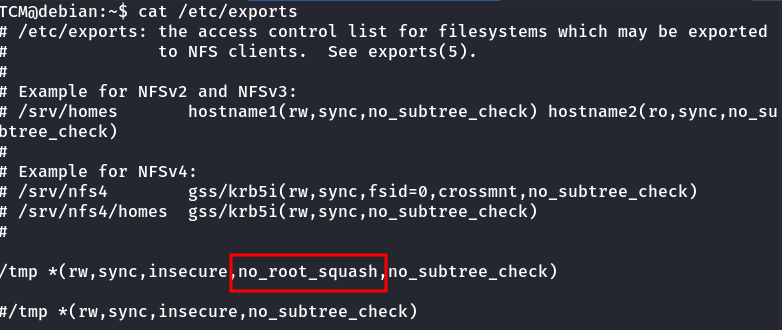 TCM@debian:~$ cat /etc/exports
# /etc/exports: the access control list for filesystems which may be exported
#               to NFS clients.  See exports(5).
#
# Example for NFSv2 and NFSv3:
# /srv/homes       hostname1(rw,sync,no_subtree_check) hostname2(ro,sync,no_su
btree_check)
#
# Example for NFSv4:
# /srv/nfs4        gss/krb5i(rw,sync,fsid=0,crossmnt,no_subtree_check)
# /srv/nfs4/homes  gss/krb5i(rw,sync,no_subtree_check)
#
/tmp *(rw,sync,insecure,no_root_squash,no_subtree_check)
#/tmp *(rw,sync,insecure,no_subtree_check)